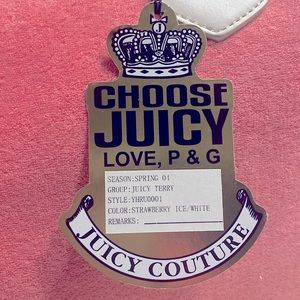 J
CHOOSE
JUICY
LOVE, P & G
SEASON:SPRING 01
GROUP:JUICY TERRY
STYLE:YHRU0001
COLOR:STRAWBERRY ICE/WHITE
REMARKS:
JUICY COUTURE